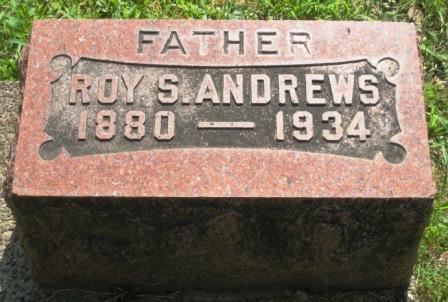 FATHER
ROY S. ANDREWS
1880 — 1934